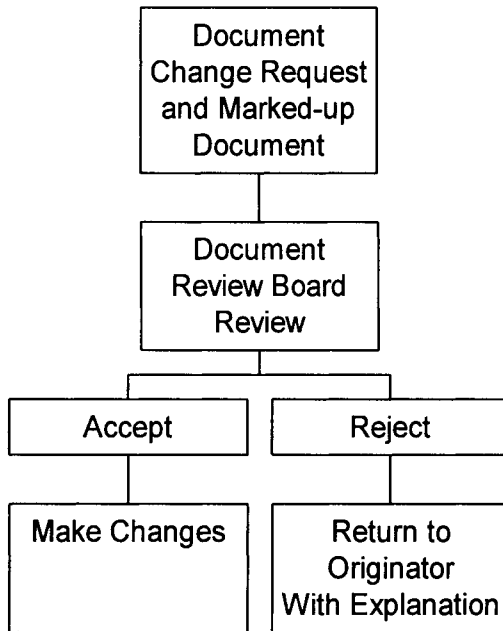 Document
Change Request
and Marked-up
Document
Document
Review Board
Review
Accept
Reject
Make Changes
Return to
Originator
With Explanation